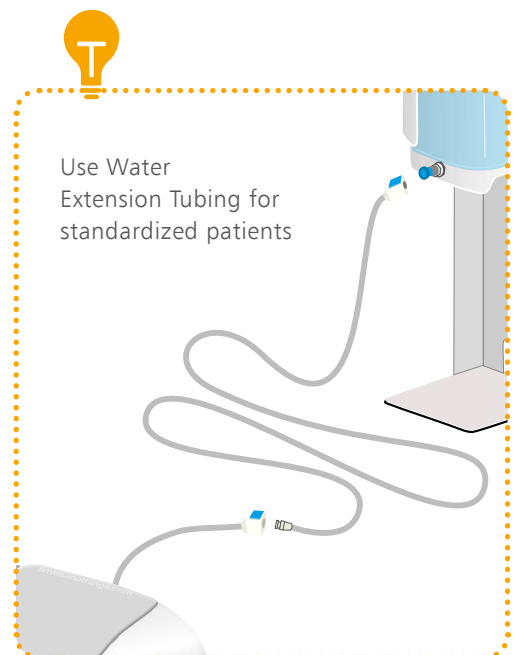 T
Use Water
Extension Tubing for
standardized patients